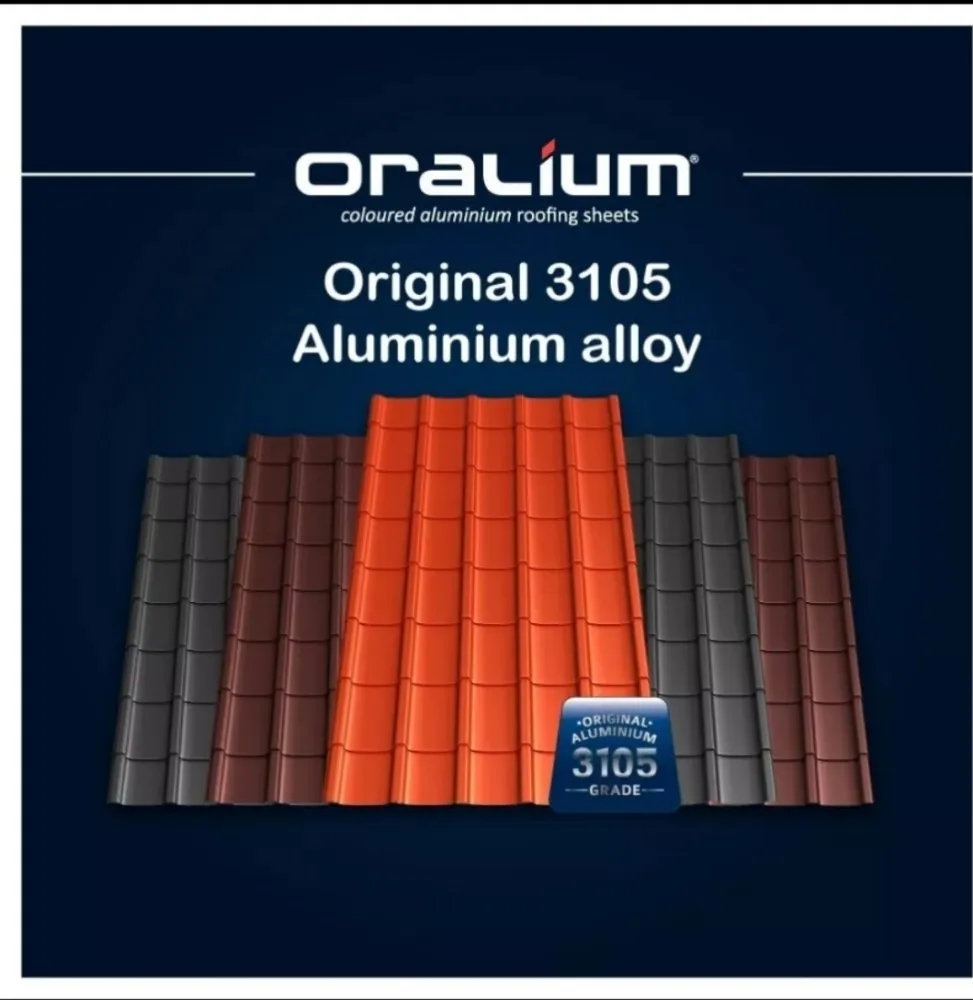 oralium®
coloured aluminium roofing sheets
Original 3105
Aluminium alloy
•ORIGINAL•
ALUMINIUM
3105
GRADE